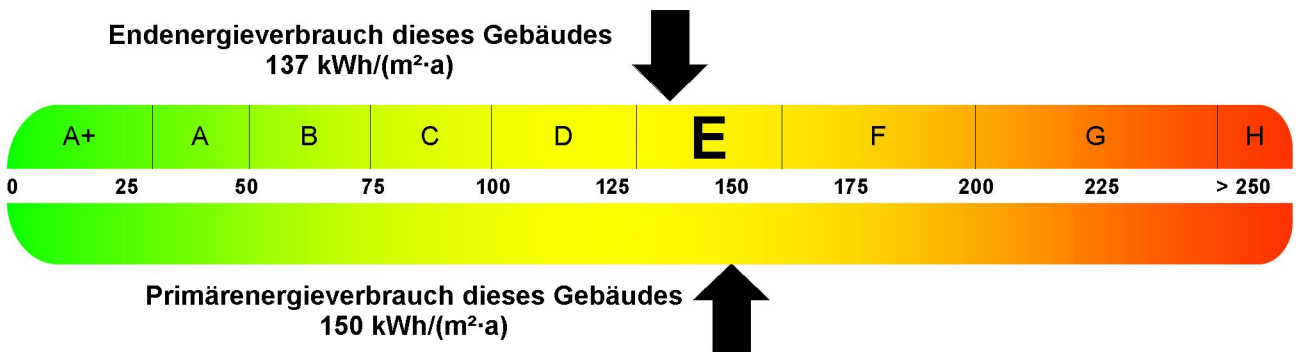 Endenergieverbrauch dieses Gebäudes
137 kWh/(m²·a)
A+ A B C D E F G H
0 25 50 75 100 125 150 175 200 225 > 250
Primärenergieverbrauch dieses Gebäudes
150 kWh/(m²·a)